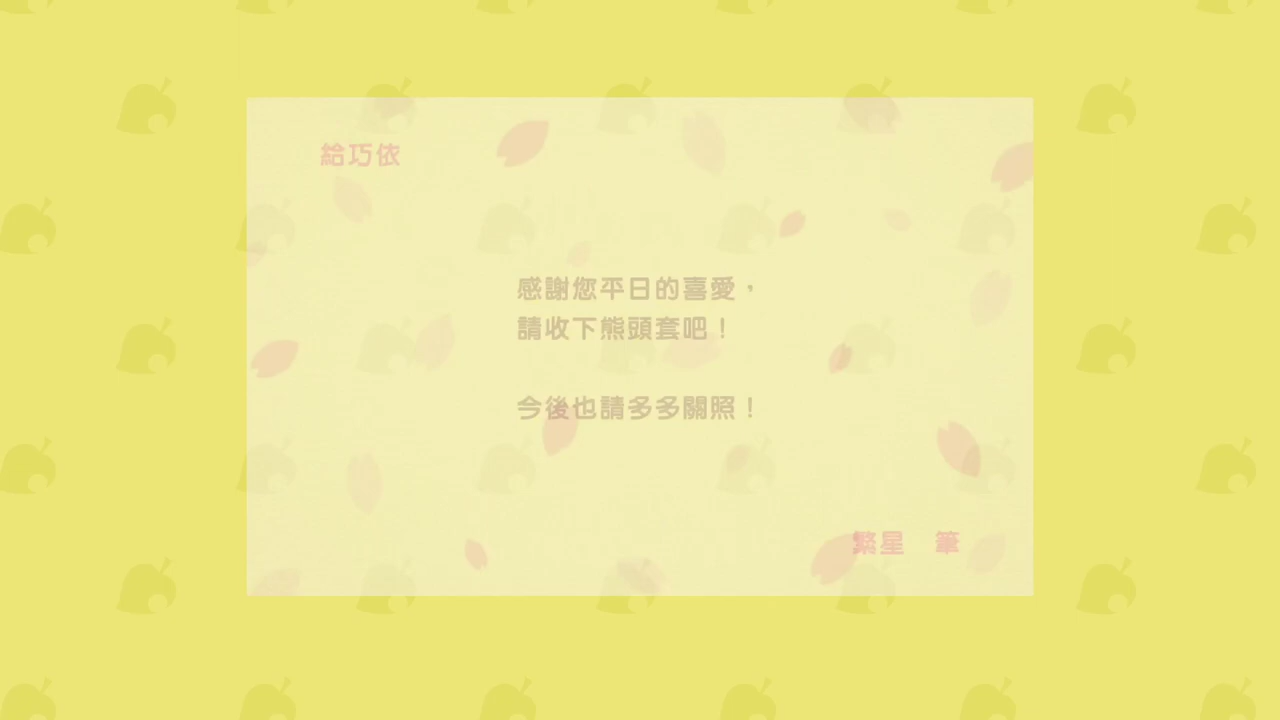 給巧依
感謝您平日的喜愛，
請收下熊頭套吧！
今後也請多多關照！
繁星　筆